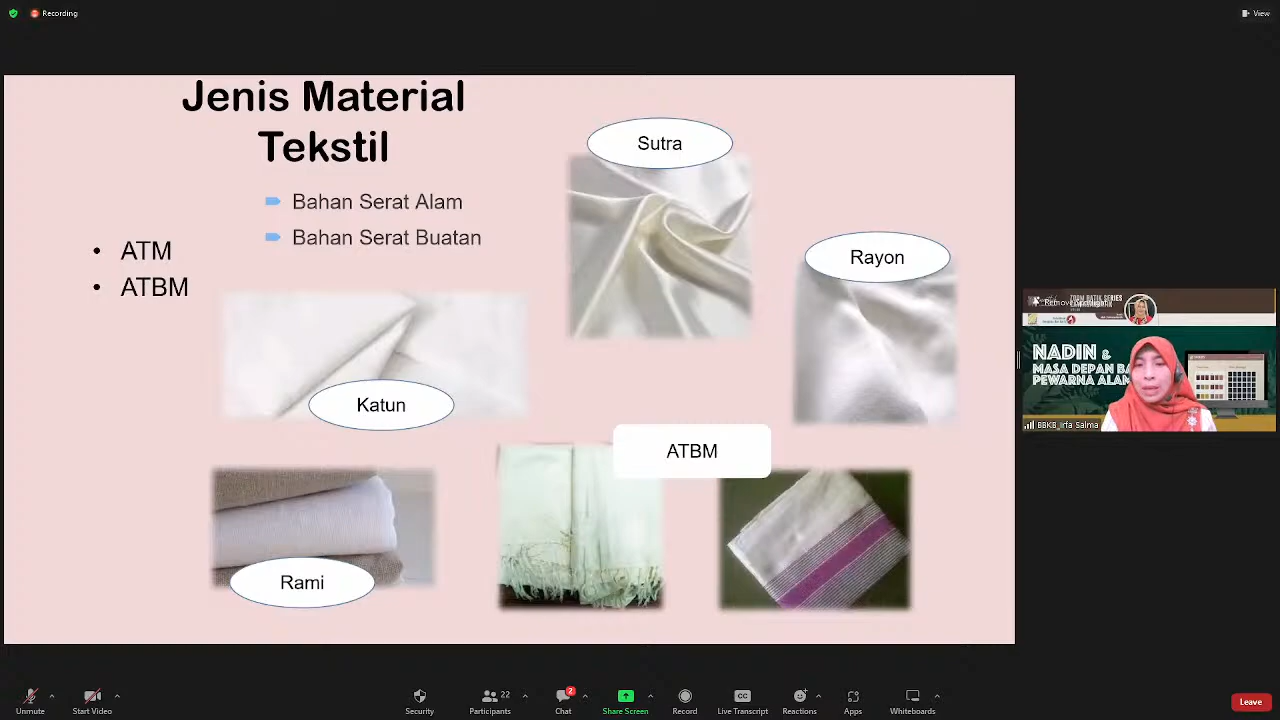 Recording
View
Jenis Material
Tekstil
Bahan Serat Alam
Bahan Serat Buatan
• ATM
• ATBM
Sutra
Rayon
Katun
ATBM
Rami
NADIN &
MASA DEPAN BA
PEWARNA ALAM
BBKB_Irfa Salma
Unmute
Start Video
Security
Participants
22
Chat
2
Share Screen
Record
CC
Live Transcript
Reactions
Apps
Whiteboards
Leave